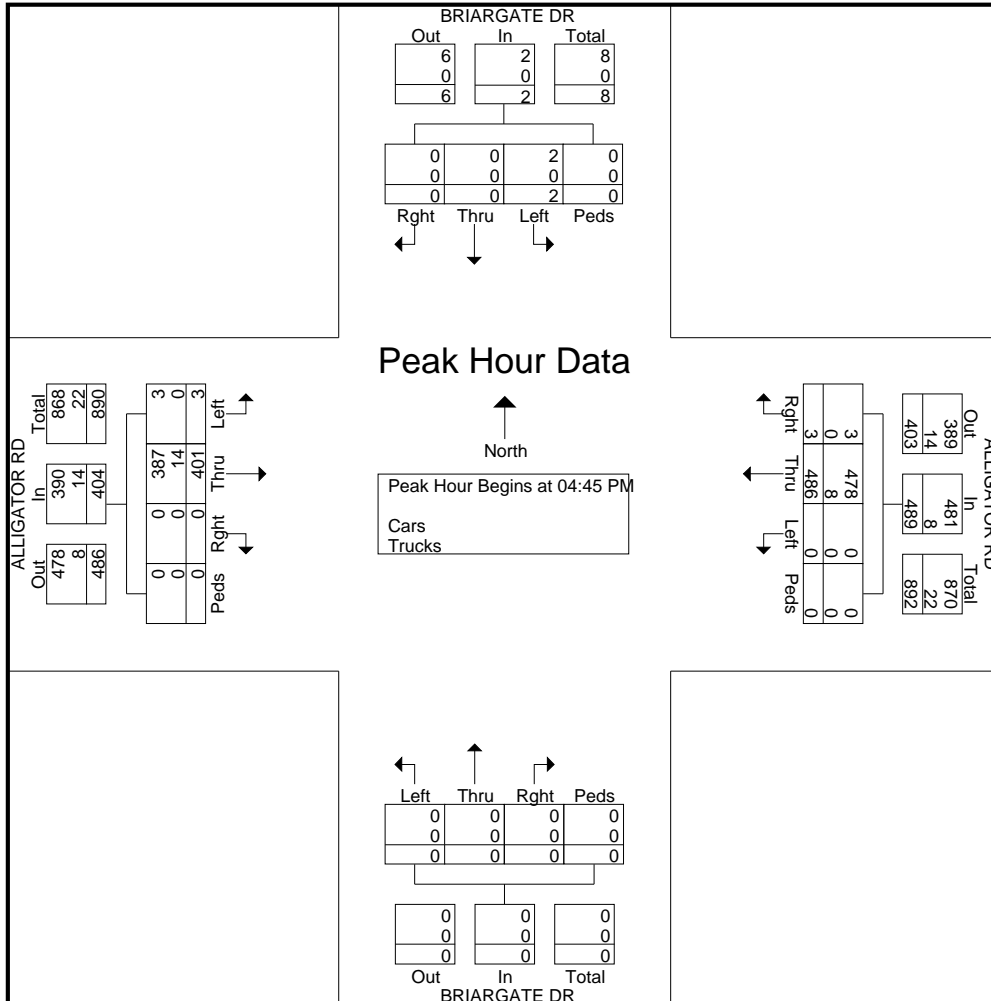 BRIARGATE DR
Out In Total
6 2 8
0 0 0
6 2 8
0 0 2 0
0 0 0 0
0 0 2 0
Rght Thru Left Peds
Peak Hour Data
North
Peak Hour Begins at 04:45 PM
Cars
Trucks
ALLIGATOR RD
Out In Total
478 390 868
8 14 22
486 404 890
0 0 387 3
0 0 14 0
0 0 401 3
Peds Rght Thru Left
ALLIGATOR RD
Out In Total
389 481 870
14 8 22
403 489 892
3 478 0 0
0 8 0 0
3 486 0 0
Rght Thru Left Peds
Left Thru Rght Peds
0 0 0 0
0 0 0 0
0 0 0 0
0 0 0
0 0 0
0 0 0
Out In Total
BRIARGATE DR